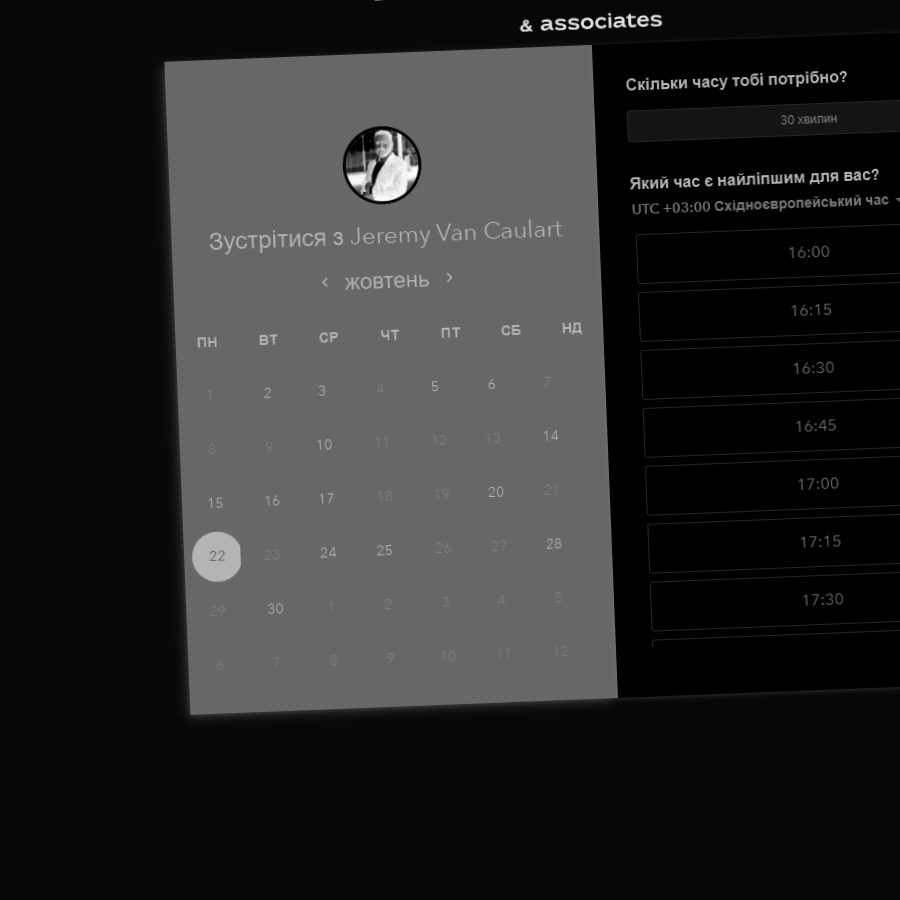 & associates
Скільки часу тобі потрібно?
30 хвилин
Який час є найліпшим для вас?
UTC +03:00 Східноєвропейський час
Зустрітися з Jeremy Van Caulart
жовтень
ПН ВТ СР ЧТ ПТ СБ НД
1 2 3 4 5 6 7
8 9 10 11 12 13 14
15 16 17 18 19 20 21
22 23 24 25 26 27 28
29 30 1 2 3 4 5
6 7 8 9 10 11 12
16:00
16:15
16:30
16:45
17:00
17:15
17:30